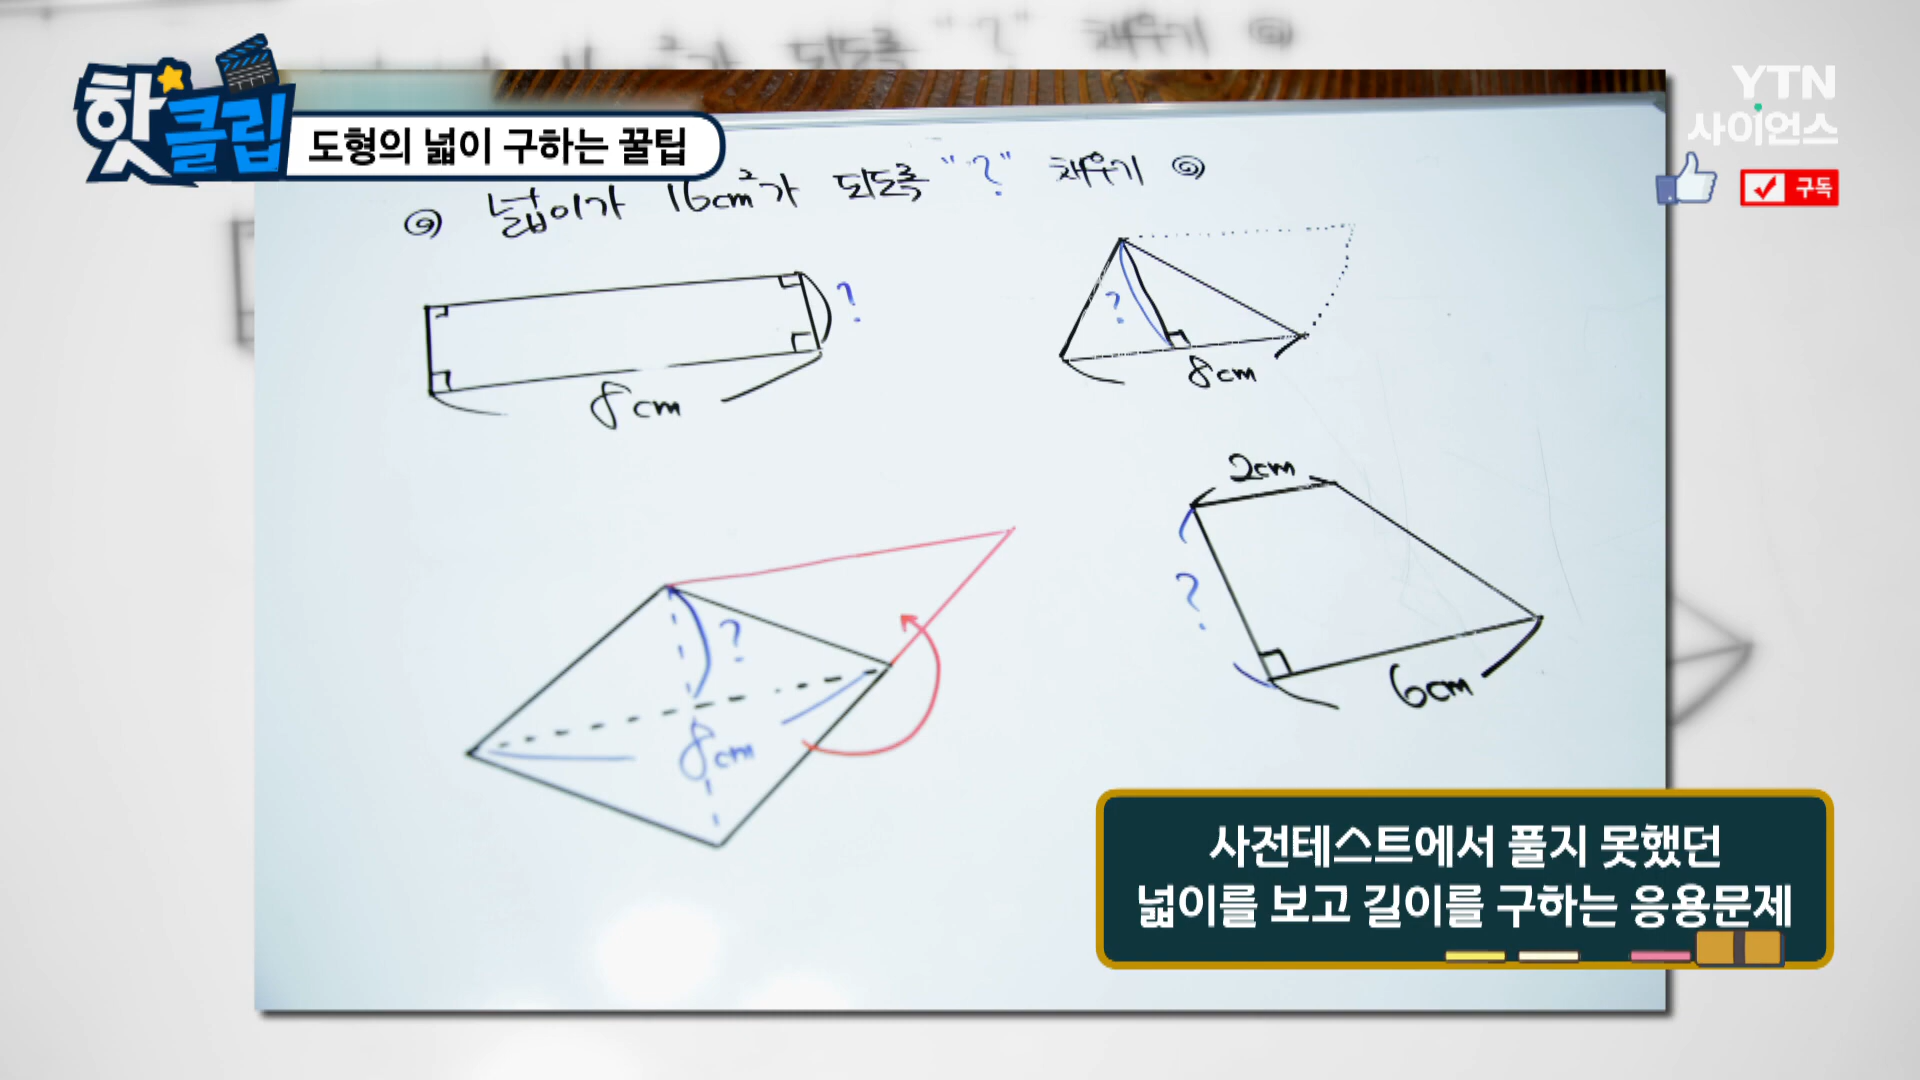 핫클립
도형의 넓이 구하는 꿀팁
YTN
사이언스
구독
넓이가 16cm²가 되도록 "?" 채우기
?
8cm
?
8cm
2cm
?
6cm
?
8cm
사전테스트에서 풀지 못했던
넓이를 보고 길이를 구하는 응용문제